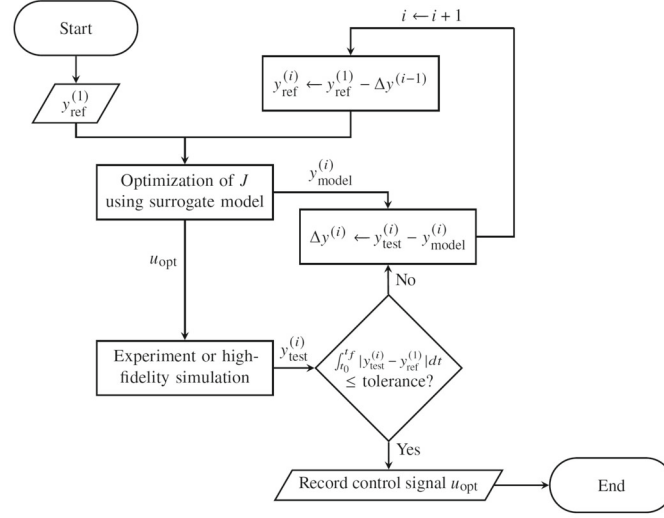 Start
i ← i + 1
y_ref^(1)
y_ref^(i) ← y_ref^(1) − Δy^(i−1)
Optimization of J
using surrogate model
y_model^(i)
Δy^(i) ← y_test^(i) − y_model^(i)
u_opt
No
Experiment or high-
fidelity simulation
y_test^(i)
∫_{t_0}^{t_f} |y_test^(i) − y_ref^(1)|dt
≤ tolerance?
Yes
Record control signal u_opt
End